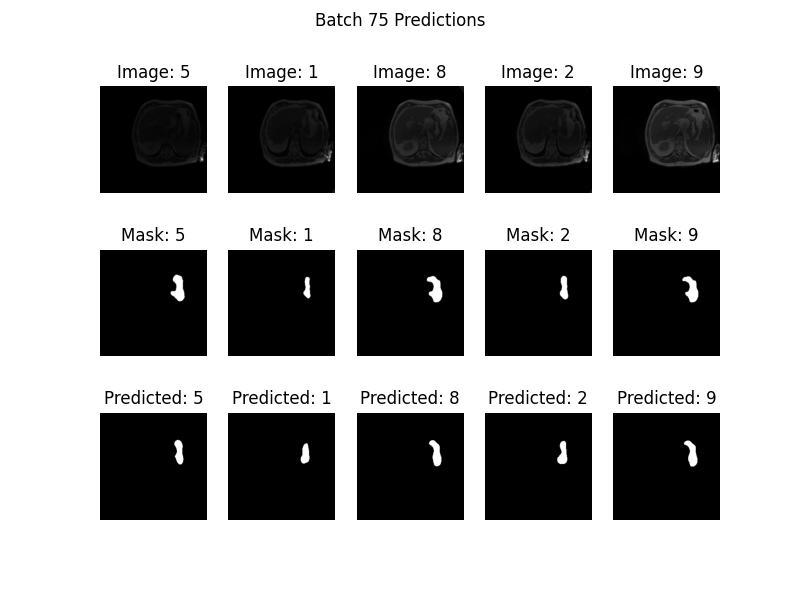 Batch 75 Predictions
Image: 5 Image: 1 Image: 8 Image: 2 Image: 9
Mask: 5 Mask: 1 Mask: 8 Mask: 2 Mask: 9
Predicted: 5 Predicted: 1 Predicted: 8 Predicted: 2 Predicted: 9